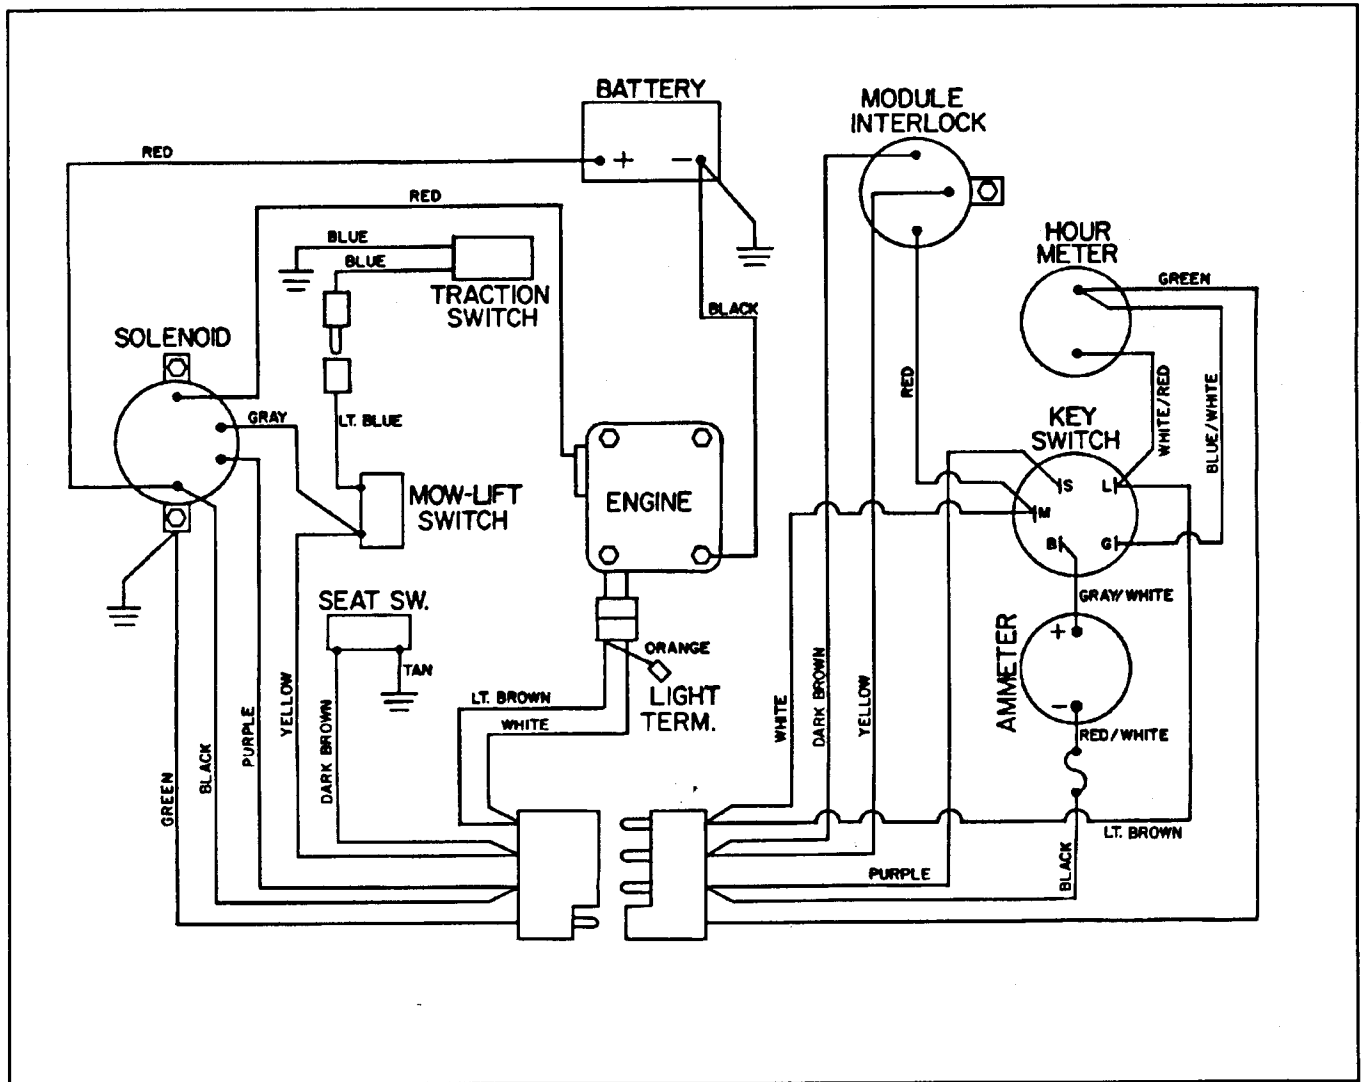 BATTERY
+ −
MODULE
INTERLOCK
RED
RED
BLUE
BLUE
TRACTION
SWITCH
HOUR
METER
GREEN
BLACK
SOLENOID
GRAY
LT. BLUE
RED
WHITE/RED
BLUE/WHITE
KEY
SWITCH
S L
M
B G
MOW-LIFT
SWITCH
ENGINE
GRAY/WHITE
SEAT SW.
TAN
ORANGE
LIGHT
TERM.
LT. BROWN
WHITE
AMMETER
+
−
RED/WHITE
GREEN
BLACK
PURPLE
YELLOW
DARK BROWN
WHITE
DARK BROWN
YELLOW
LT. BROWN
PURPLE
BLACK